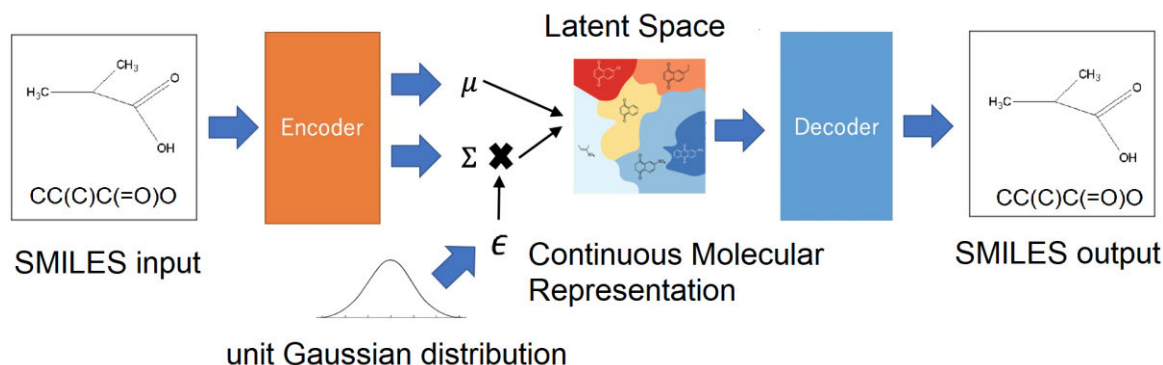 Latent Space
CH₃
H₃C
O
OH
CC(C)C(=O)O
SMILES input
Encoder
μ
Σ
ϵ
unit Gaussian distribution
Continuous Molecular
Representation
Decoder
CH₃
H₃C
O
OH
CC(C)C(=O)O
SMILES output